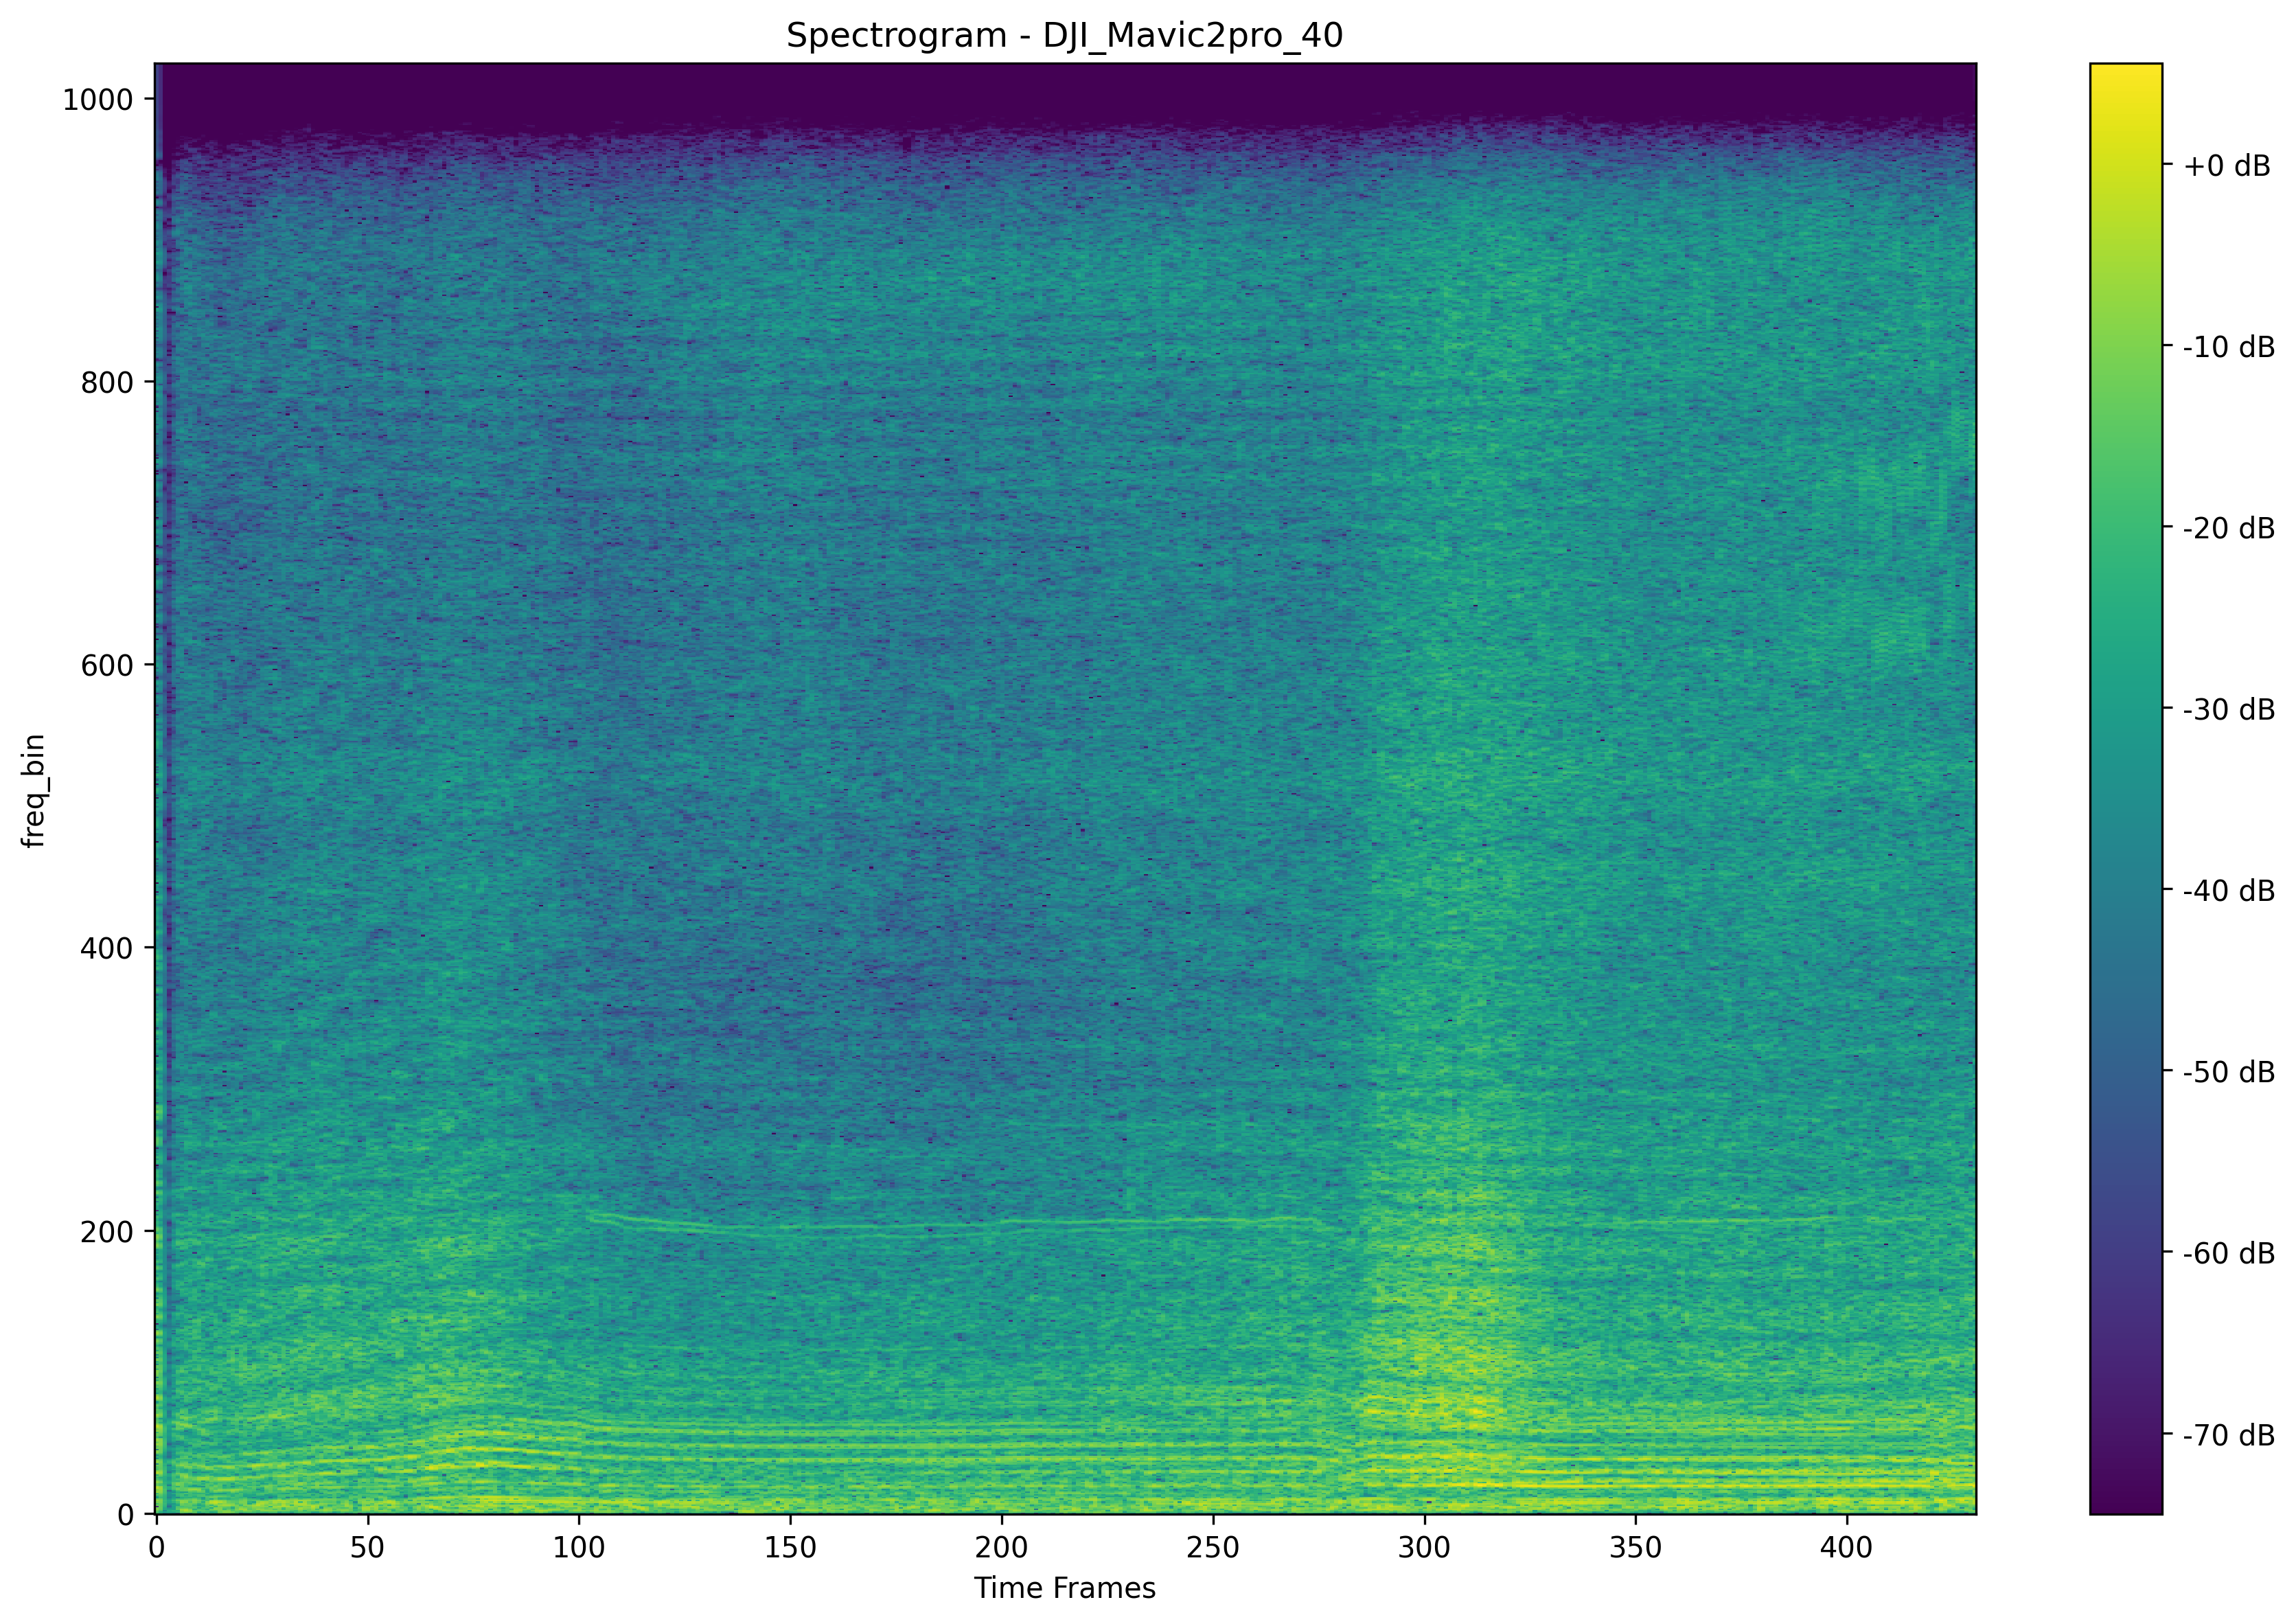 Spectrogram - DJI_Mavic2pro_40
1000
800
600
400
200
0
freq_bin
0 50 100 150 200 250 300 350 400
Time Frames
+0 dB
-10 dB
-20 dB
-30 dB
-40 dB
-50 dB
-60 dB
-70 dB